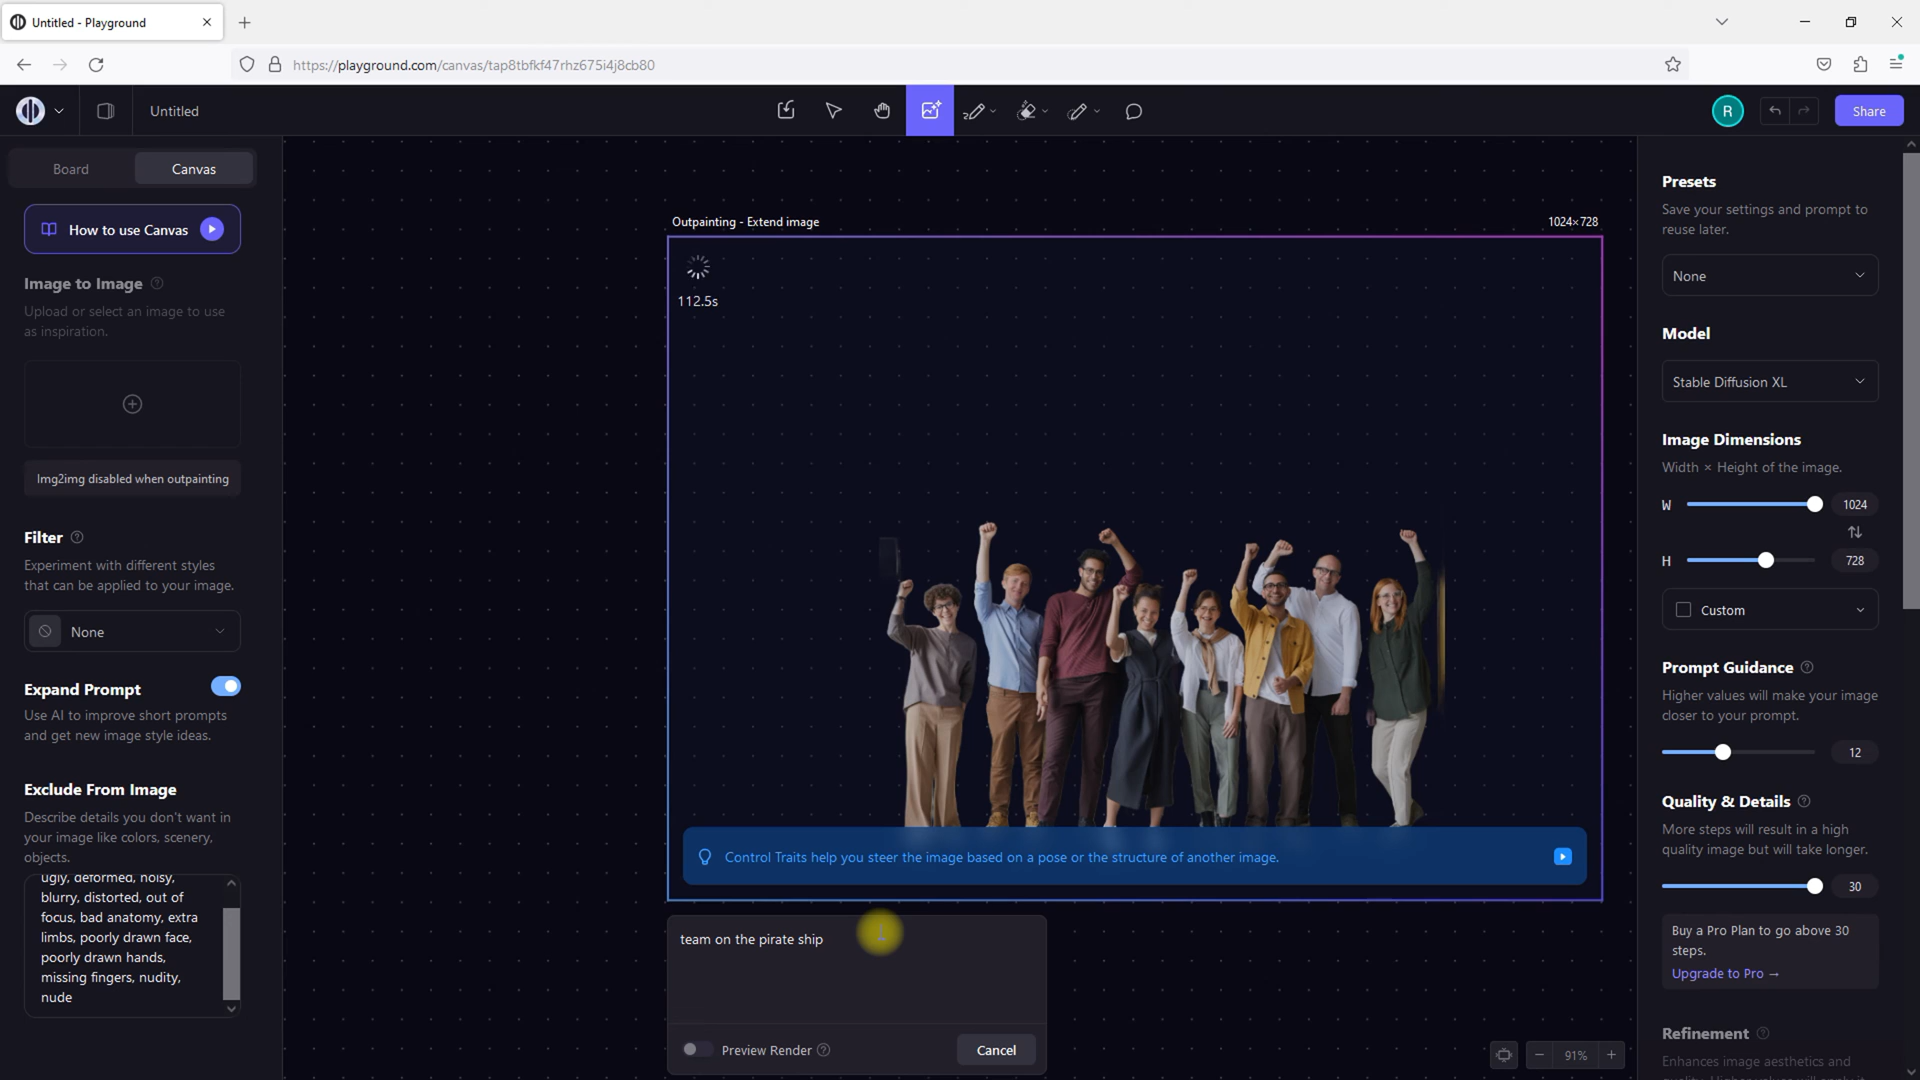 Untitled - Playground
https://playground.com/canvas/tap8tbfkf47rhz675i4j8cb80
Untitled
R
Share
Board
Canvas
How to use Canvas
Image to Image
Upload or select an image to use
as inspiration.
Img2img disabled when outpainting
Filter
Experiment with different styles
that can be applied to your image.
None
Expand Prompt
Use AI to improve short prompts
and get new image style ideas.
Exclude From Image
Describe details you don't want in
your image like colors, scenery,
objects.
ugly, deformed, noisy,
blurry, distorted, out of
focus, bad anatomy, extra
limbs, poorly drawn face,
poorly drawn hands,
missing fingers, nudity,
nude
Outpainting - Extend image
1024×728
112.5s
Control Traits help you steer the image based on a pose or the structure of another image.
team on the pirate ship
Preview Render
Cancel
91%
Presets
Save your settings and prompt to
reuse later.
None
Model
Stable Diffusion XL
Image Dimensions
Width × Height of the image.
W 1024
H 728
Custom
Prompt Guidance
Higher values will make your image
closer to your prompt.
12
Quality & Details
More steps will result in a high
quality image but will take longer.
30
Buy a Pro Plan to go above 30
steps.
Upgrade to Pro →
Refinement
Enhances image aesthetics and